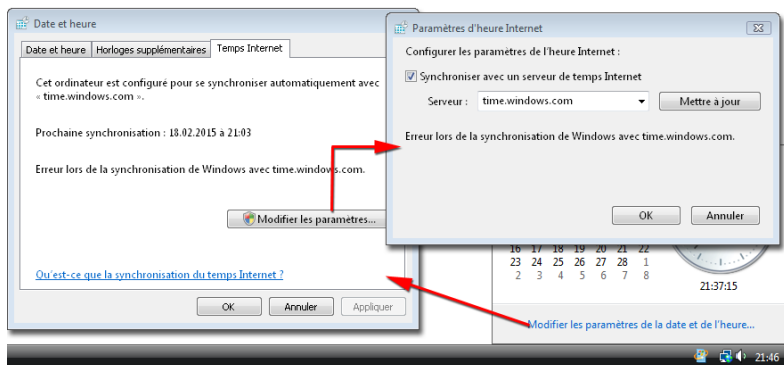 Date et heure
Date et heure
Horloges supplémentaires
Temps Internet
Cet ordinateur est configuré pour se synchroniser automatiquement avec
« time.windows.com ».
Prochaine synchronisation : 18.02.2015 à 21:03
Erreur lors de la synchronisation de Windows avec time.windows.com.
Modifier les paramètres...
Qu'est-ce que la synchronisation du temps Internet ?
OK
Annuler
Appliquer
Paramètres d'heure Internet
Configurer les paramètres de l'heure Internet :
Synchroniser avec un serveur de temps Internet
Serveur : time.windows.com
Mettre à jour
Erreur lors de la synchronisation de Windows avec time.windows.com.
OK
Annuler
16 17 18 19 20 21 22
23 24 25 26 27 28 1
2 3 4 5 6 7 8
21:37:15
Modifier les paramètres de la date et de l'heure...
21:46